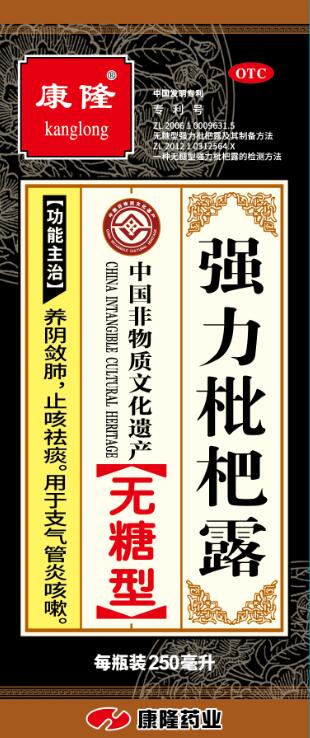 康隆®
kanglong
OTC
中国发明专利
专利号
ZL 2006 1 0009631.5
无糖型强力枇杷露及其制备方法
ZL 2012 1 0312564.X
一种无糖型强力枇杷露的检测方法
强力枇杷露
中国非物质文化遗产
CHINA INTANGIBLE CULTURAL HERITAGE
【无糖型】
【功能主治】
养阴敛肺，止咳祛痰。用于支气管炎咳嗽。
每瓶装250毫升
康隆药业